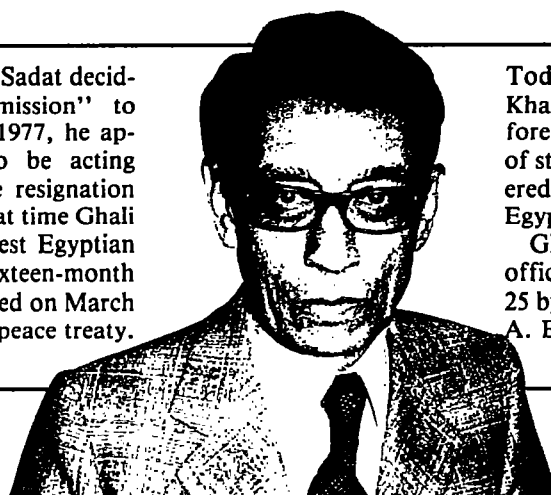 Sadat decid-
mission" to
1977, he ap-
be acting
resignation
at time Ghali
est Egyptian
ixteen-month
ed on March
peace treaty.
Tod
Kha
fore
of st
ered
Egyp
offic
25 b
A. E